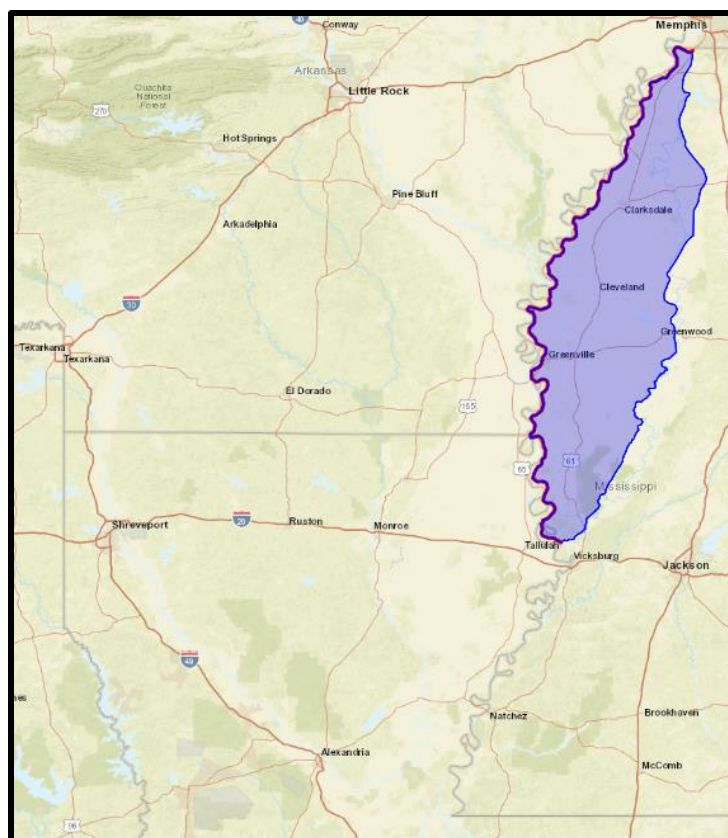 Memphis
40
Conway
Arkansas
Little Rock
Ouachita
National
Forest
270
Hot Springs
Pine Bluff
Clarksdale
Arkadelphia
Cleveland
30
Greenwood
Texarkana
Texarkana
Greenville
El Dorado
165
65
61
Mississippi
Shreveport
20
Ruston
Monroe
Tallulah
Vicksburg
Jackson
49
Natchez
Brookhaven
Alexandria
McComb
96